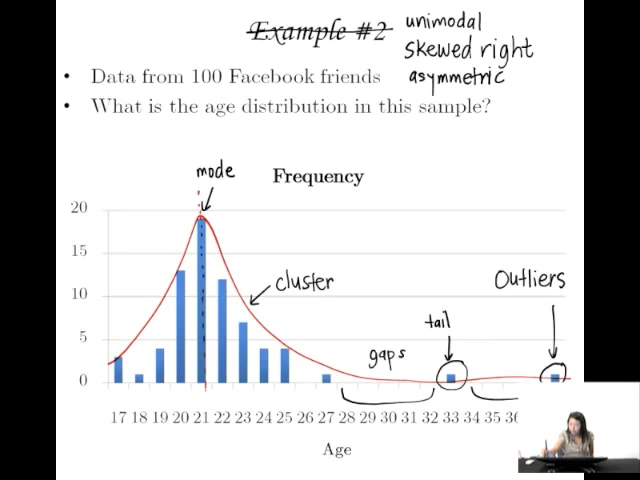 Example #2
unimodal
skewed right
asymmetric
• Data from 100 Facebook friends
• What is the age distribution in this sample?
mode
Frequency
20
15
10
5
0
cluster
Outliers
tail
gaps
17 18 19 20 21 22 23 24 25 26 27 28 29 30 31 32 33 34 35
Age